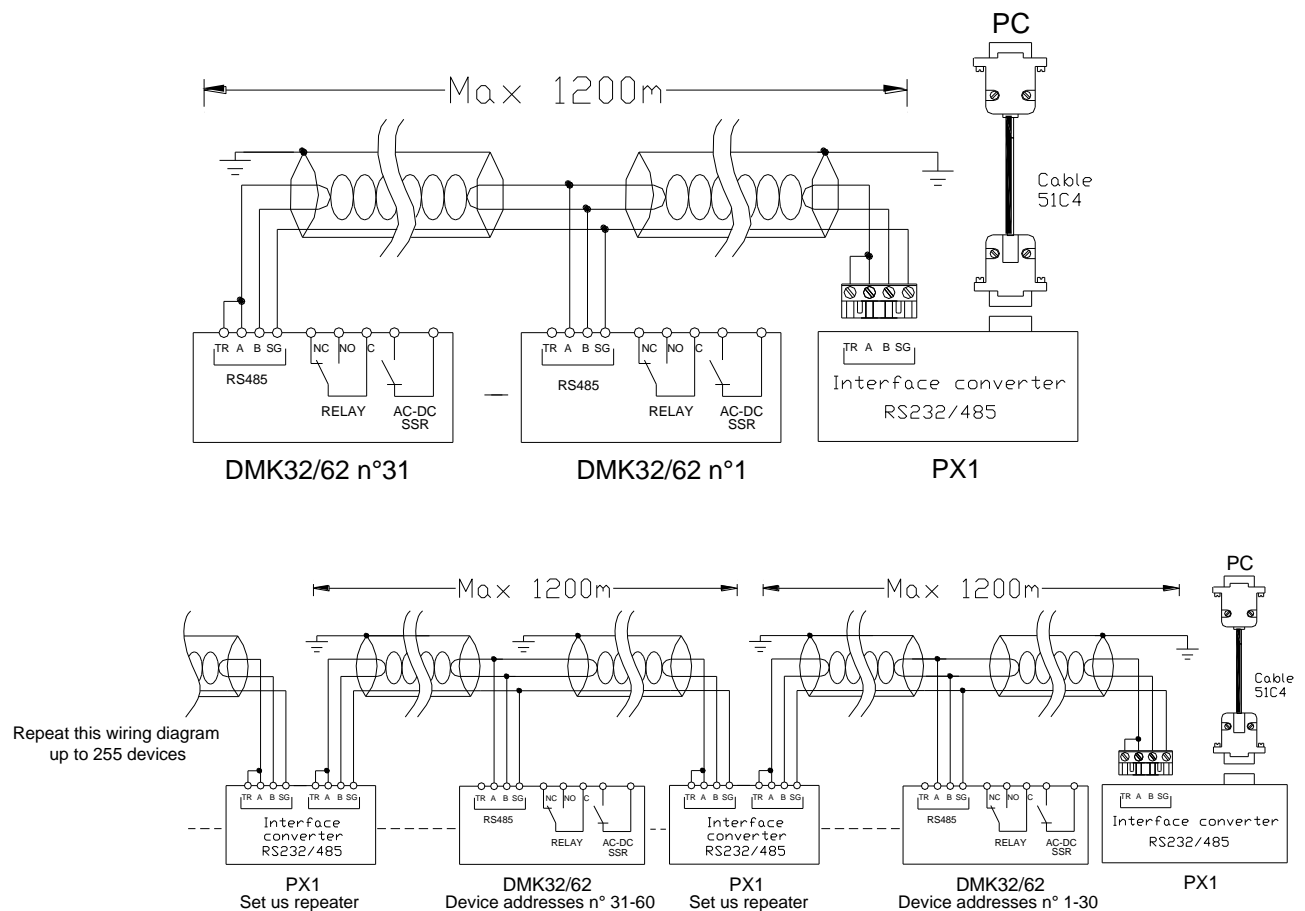 PC
Max 1200m
Cable
51C4
TR A B SG NC NO C
RS485
RELAY
AC-DC
SSR
TR A B SG NC NO C
RS485
RELAY
AC-DC
SSR
TR A B SG
Interface converter
RS232/485
DMK32/62 n°31
DMK32/62 n°1
PX1
PC
Max 1200m
Max 1200m
Cable
51C4
Repeat this wiring diagram
up to 255 devices
TR A B SG TR A B SG
Interface
converter
RS232/485
TR A B SG NC NO C
RS485
RELAY
AC-DC
SSR
TR A B SG TR A B SG
Interface
converter
RS232/485
TR A B SG NC NO C
RS485
RELAY
AC-DC
SSR
TR A B SG
Interface converter
RS232/485
PX1
Set us repeater
DMK32/62
Device addresses n° 31-60
PX1
Set us repeater
DMK32/62
Device addresses n° 1-30
PX1